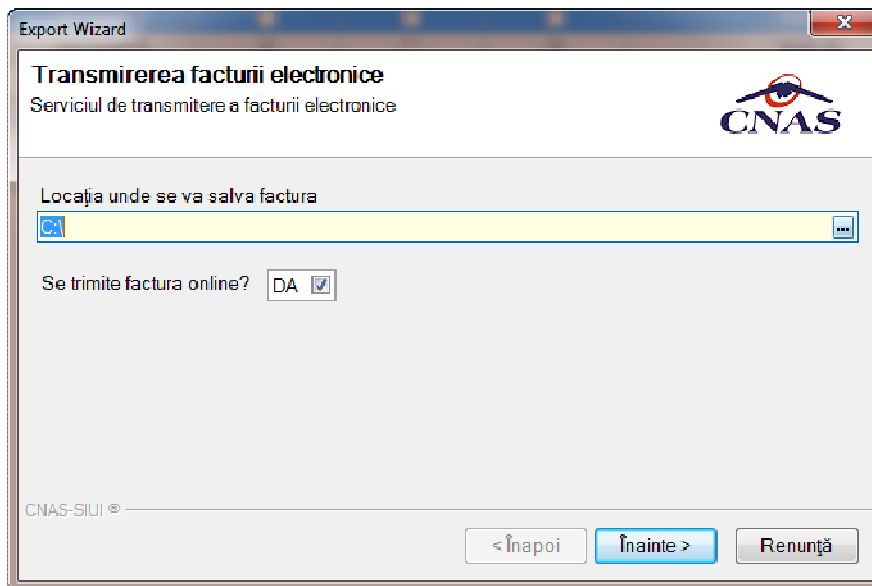 Export Wizard
Transmirerea facturii electronice
Serviciul de transmitere a facturii electronice
CNAS
Locaţia unde se va salva factura
C:\
...
Se trimite factura online? DA
CNAS-SIUI ®
< Înapoi Înainte > Renunţă